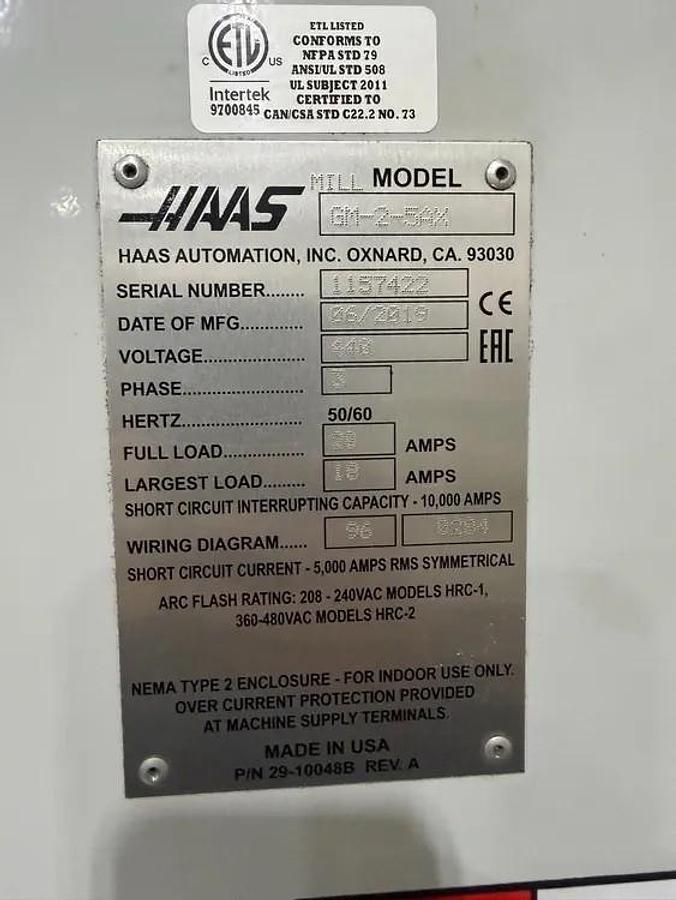 ETL LISTED
CONFORMS TO
NFPA STD 79
ANSI/UL STD 508
UL SUBJECT 2011
CERTIFIED TO
CAN/CSA STD C22.2 NO. 73
C ETL US
LISTED
Intertek
9700845
HAAS MILL MODEL
GM-2-5AX
HAAS AUTOMATION, INC. OXNARD, CA. 93030
SERIAL NUMBER........ 1157422
DATE OF MFG............ 06/2019
VOLTAGE................... 440
PHASE....................... 3
CE
EAC
HERTZ....................... 50/60
FULL LOAD................ AMPS
LARGEST LOAD......... AMPS
SHORT CIRCUIT INTERRUPTING CAPACITY - 10,000 AMPS
WIRING DIAGRAM...... 96 0294
SHORT CIRCUIT CURRENT - 5,000 AMPS RMS SYMMETRICAL
ARC FLASH RATING: 208 - 240VAC MODELS HRC-1,
360-480VAC MODELS HRC-2
NEMA TYPE 2 ENCLOSURE - FOR INDOOR USE ONLY.
OVER CURRENT PROTECTION PROVIDED
AT MACHINE SUPPLY TERMINALS.
MADE IN USA
P/N 29-10048B REV. A